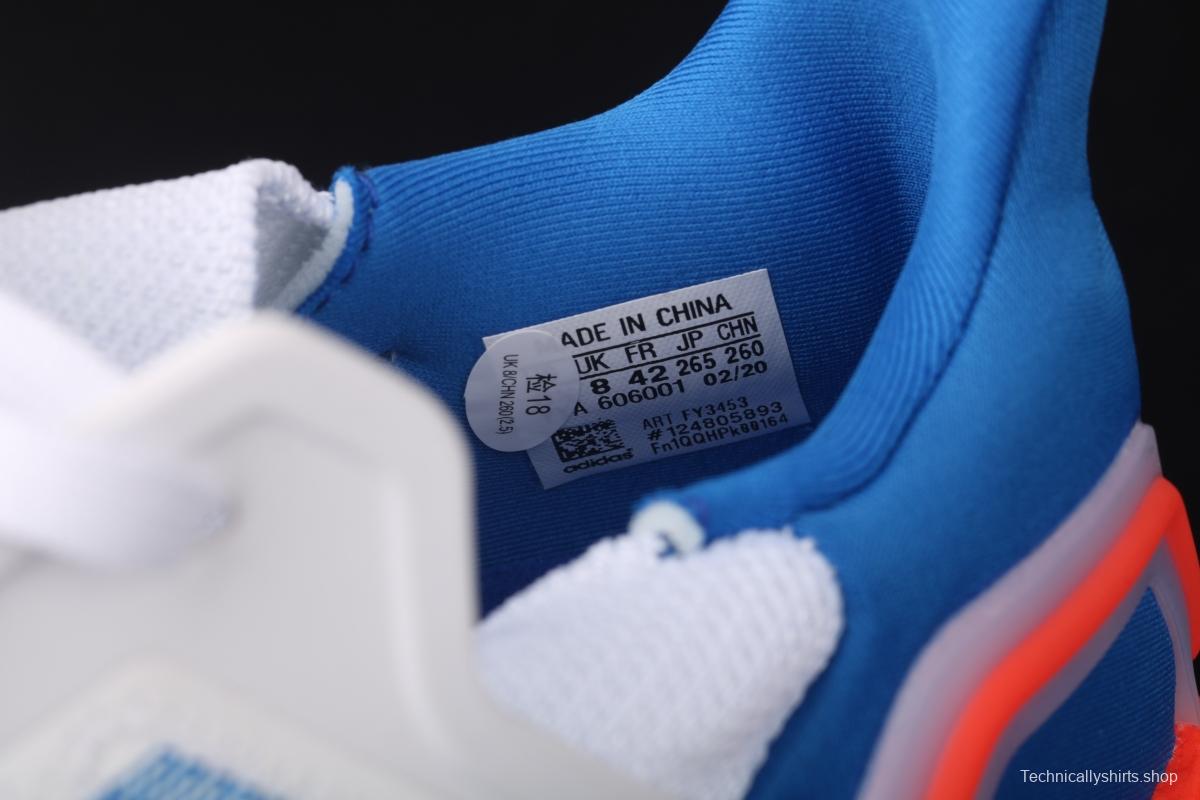 ADE IN CHINA
UK FR JP CHN
8 42 265 260
A 606001 02/20
ART FY3453
#124805893
Fn1QQHPk00164
adidas
检18
UK 8/CHN 260(2.5)
Technicallyshirts.shop